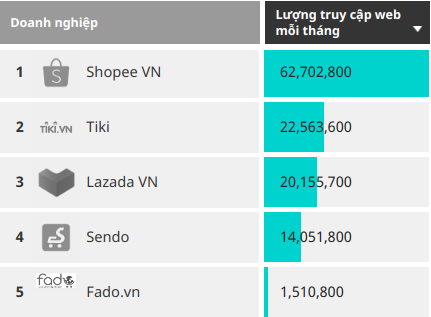 Doanh nghiệp
Lượng truy cập web
mỗi tháng
1 S Shopee VN 62,702,800
2 TIKI.VN Tiki 22,563,600
3 Lazada VN 20,155,700
4 S Sendo 14,051,800
5 fado Fado.vn 1,510,800